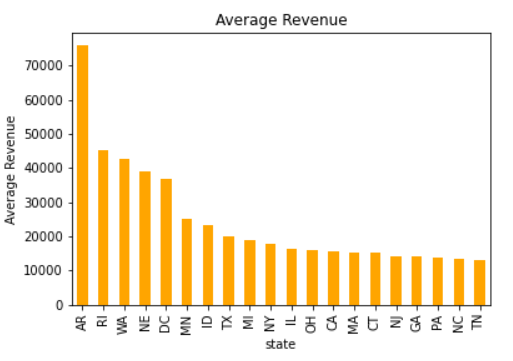 Average Revenue
Average Revenue
70000
60000
50000
40000
30000
20000
10000
0
AR RI WA NE DC MN ID TX MI NY IL OH CA MA CT NJ GA PA NC TN
state